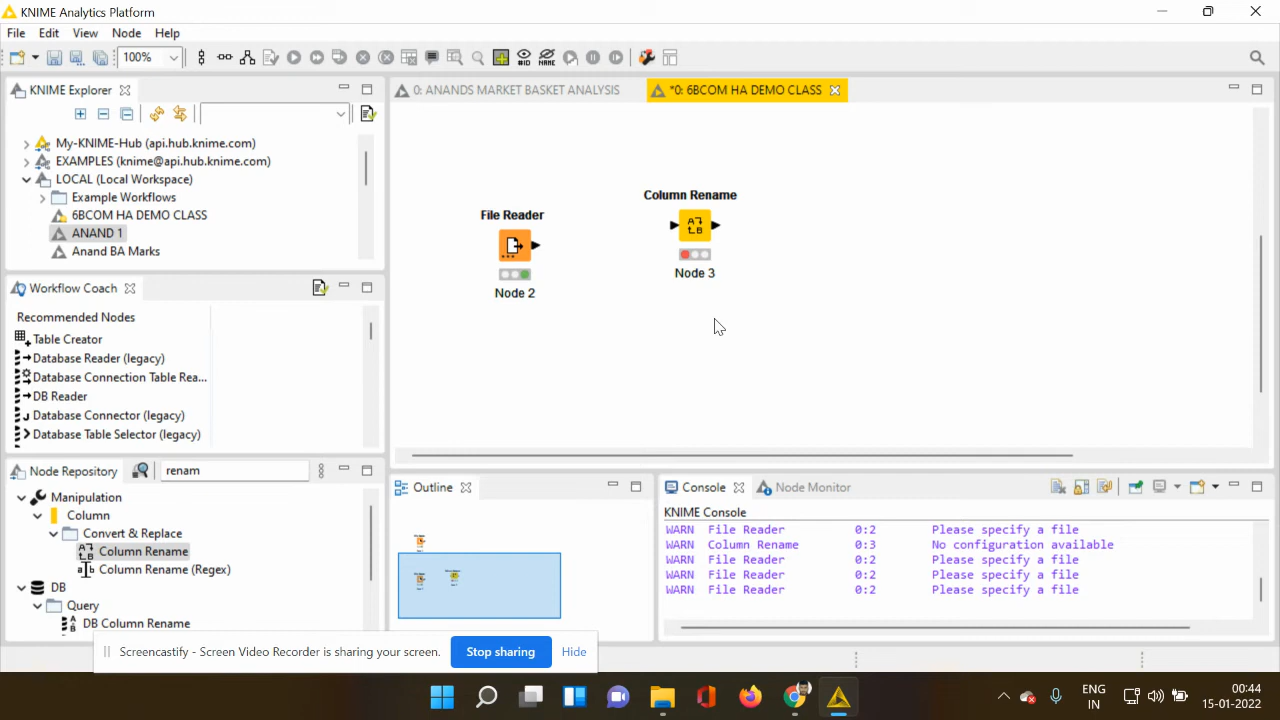 KNIME Analytics Platform
File Edit View Node Help
100%
KNIME Explorer
My-KNIME-Hub (api.hub.knime.com)
EXAMPLES (knime@api.hub.knime.com)
LOCAL (Local Workspace)
Example Workflows
6BCOM HA DEMO CLASS
ANAND 1
Anand BA Marks
Workflow Coach
Recommended Nodes
Table Creator
Database Reader (legacy)
Database Connection Table Rea...
DB Reader
Database Connector (legacy)
Database Table Selector (legacy)
Node Repository
renam
Manipulation
Column
Convert & Replace
Column Rename
Column Rename (Regex)
DB
Query
DB Column Rename
0: ANANDS MARKET BASKET ANALYSIS
*0: 6BCOM HA DEMO CLASS
File Reader
Node 2
Column Rename
Node 3
Outline
Console
Node Monitor
KNIME Console
WARN File Reader 0:2 Please specify a file
WARN Column Rename 0:3 No configuration available
WARN File Reader 0:2 Please specify a file
WARN File Reader 0:2 Please specify a file
WARN File Reader 0:2 Please specify a file
Screencastify - Screen Video Recorder is sharing your screen.
Stop sharing
Hide
ENG
IN
00:44
15-01-2022